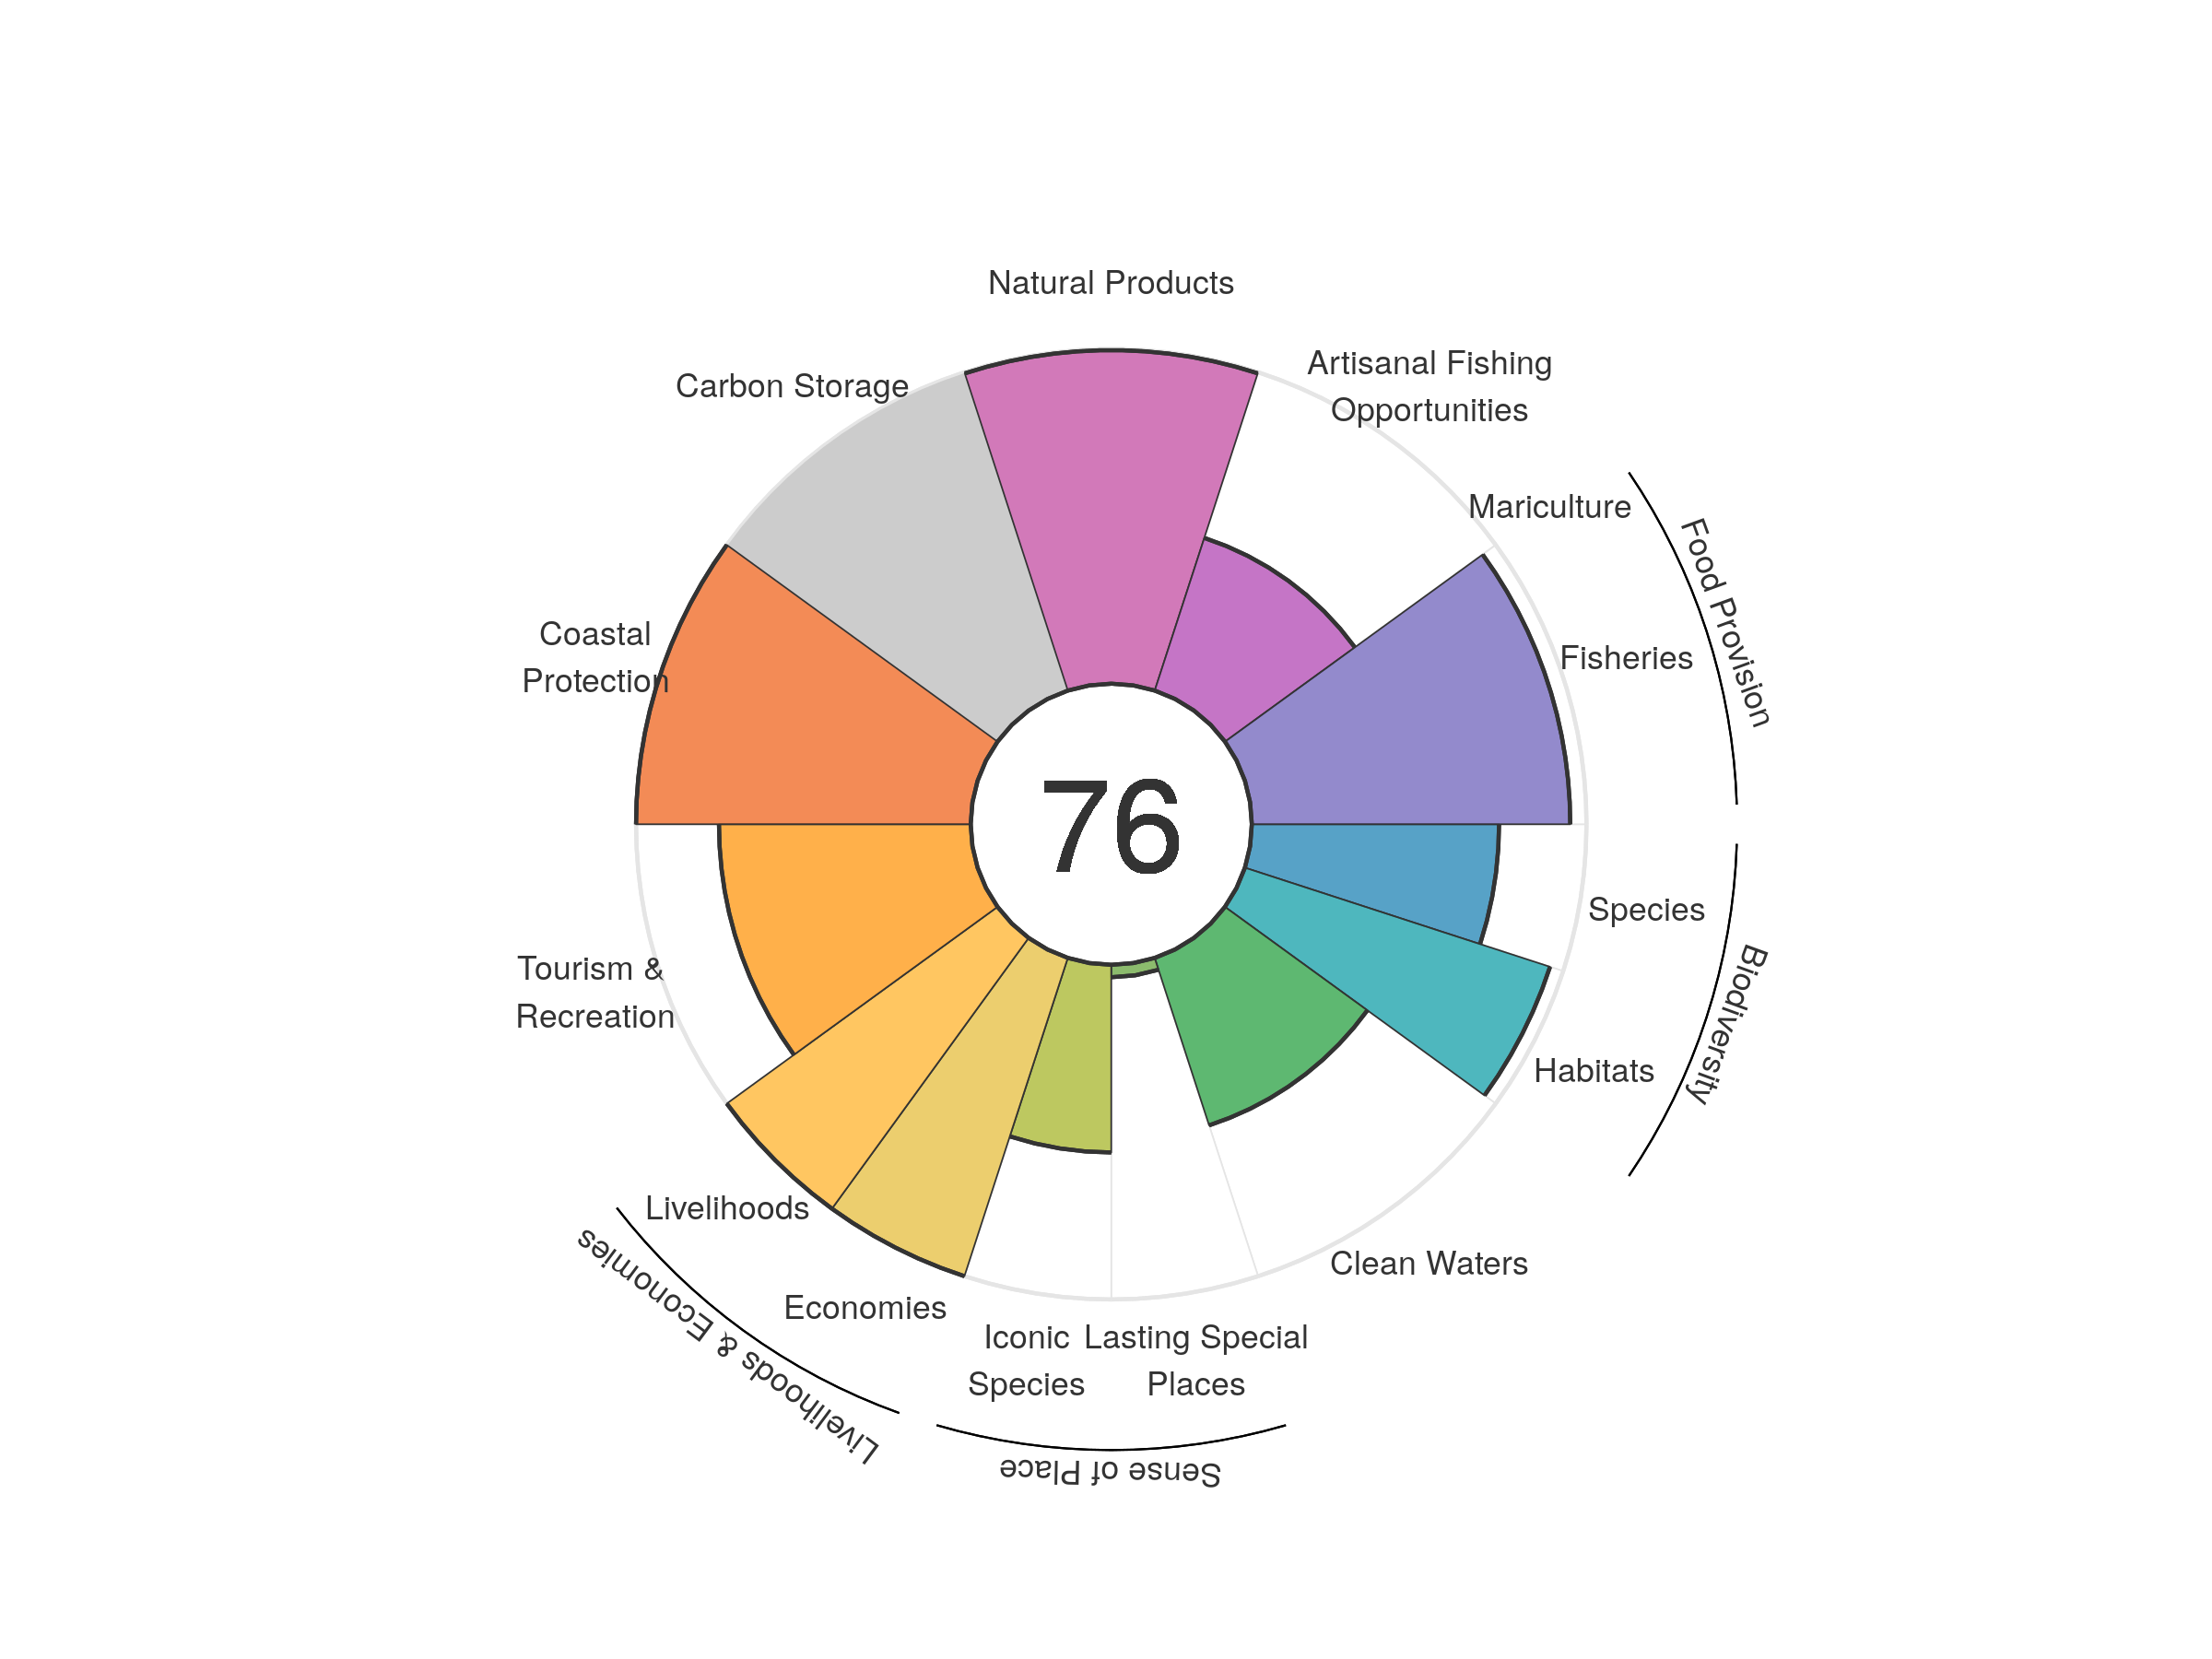 Natural Products
Artisanal Fishing
Opportunities
Carbon Storage
Mariculture
Food Provision
Fisheries
Coastal
Protection
76
Species
Biodiversity
Habitats
Tourism &
Recreation
Livelihoods
Livelihoods & Economies
Economies
Clean Waters
Iconic
Species
Lasting Special
Places
Sense of Place